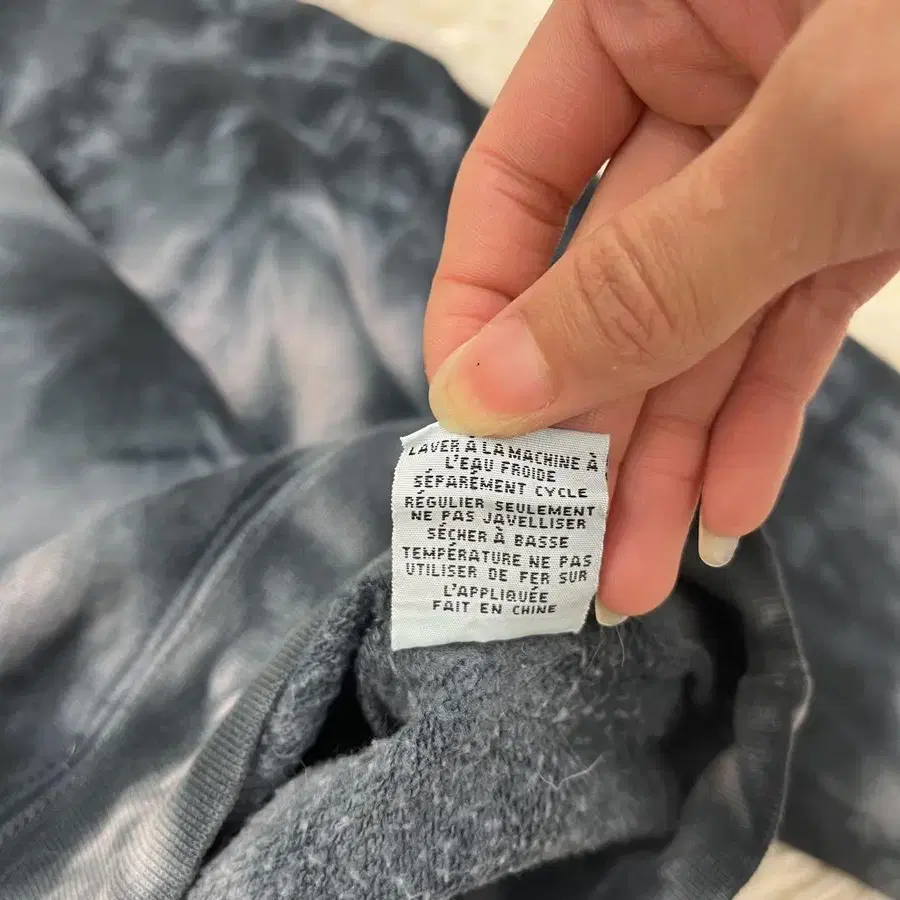 LAVER À LA MACHINE À
L'EAU FROIDE
SÉPARÉMENT CYCLE
RÉGULIER SEULEMENT
NE PAS JAVELLISER
SÉCHER À BASSE
TEMPÉRATURE NE PAS
UTILISER DE FER SUR
L'APPLIQUÉE
FAIT EN CHINE